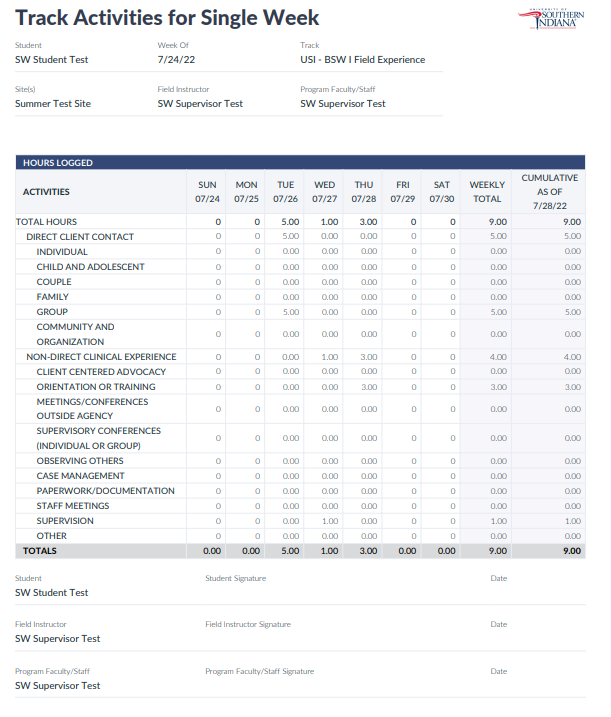 Track Activities for Single Week
UNIVERSITY OF
SOUTHERN
INDIANA
Student Week Of Track
SW Student Test 7/24/22 USI - BSW I Field Experience
Site(s) Field Instructor Program Faculty/Staff
Summer Test Site SW Supervisor Test SW Supervisor Test
HOURS LOGGED
ACTIVITIES SUN 07/24 MON 07/25 TUE 07/26 WED 07/27 THU 07/28 FRI 07/29 SAT 07/30 WEEKLY TOTAL CUMULATIVE AS OF 7/28/22
TOTAL HOURS 0 0 5.00 1.00 3.00 0 0 9.00 9.00
DIRECT CLIENT CONTACT 0 0 5.00 0.00 0.00 0 0 5.00 5.00
INDIVIDUAL 0 0 0.00 0.00 0.00 0 0 0.00 0.00
CHILD AND ADOLESCENT 0 0 0.00 0.00 0.00 0 0 0.00 0.00
COUPLE 0 0 0.00 0.00 0.00 0 0 0.00 0.00
FAMILY 0 0 0.00 0.00 0.00 0 0 0.00 0.00
GROUP 0 0 5.00 0.00 0.00 0 0 5.00 5.00
COMMUNITY AND ORGANIZATION 0 0 0.00 0.00 0.00 0 0 0.00 0.00
NON-DIRECT CLINICAL EXPERIENCE 0 0 0.00 1.00 3.00 0 0 4.00 4.00
CLIENT CENTERED ADVOCACY 0 0 0.00 0.00 0.00 0 0 0.00 0.00
ORIENTATION OR TRAINING 0 0 0.00 0.00 3.00 0 0 3.00 3.00
MEETINGS/CONFERENCES OUTSIDE AGENCY 0 0 0.00 0.00 0.00 0 0 0.00 0.00
SUPERVISORY CONFERENCES (INDIVIDUAL OR GROUP) 0 0 0.00 0.00 0.00 0 0 0.00 0.00
OBSERVING OTHERS 0 0 0.00 0.00 0.00 0 0 0.00 0.00
CASE MANAGEMENT 0 0 0.00 0.00 0.00 0 0 0.00 0.00
PAPERWORK/DOCUMENTATION 0 0 0.00 0.00 0.00 0 0 0.00 0.00
STAFF MEETINGS 0 0 0.00 0.00 0.00 0 0 0.00 0.00
SUPERVISION 0 0 0.00 1.00 0.00 0 0 1.00 1.00
OTHER 0 0 0.00 0.00 0.00 0 0 0.00 0.00
TOTALS 0.00 0.00 5.00 1.00 3.00 0.00 0.00 9.00 9.00
Student Student Signature Date
SW Student Test
Field Instructor Field Instructor Signature Date
SW Supervisor Test
Program Faculty/Staff Program Faculty/Staff Signature Date
SW Supervisor Test